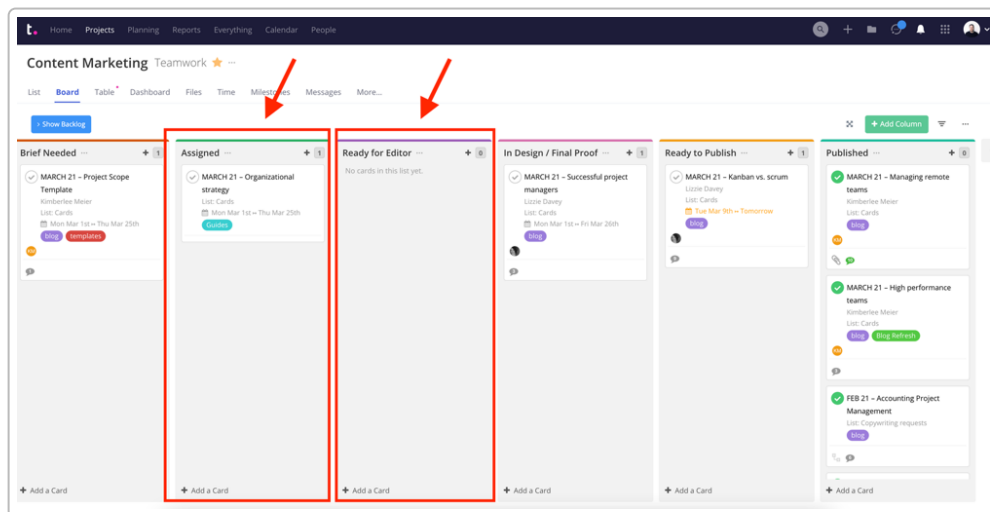 t. Home Projects Planning Reports Everything Calendar People
Content Marketing Teamwork
List Board Table Dashboard Files Time Milestones Messages More...
Show Backlog
+ Add Column
Brief Needed ... + 1
MARCH 21 – Project Scope
Template
Kimberlee Meier
List: Cards
Mon Mar 1st – Thu Mar 25th
blog templates
KM
+ Add a Card
Assigned ... + 1
MARCH 21 – Organizational
strategy
List: Cards
Mon Mar 1st – Thu Mar 25th
Guides
+ Add a Card
Ready for Editor ... + 0
No cards in this list yet.
+ Add a Card
In Design / Final Proof ... + 1
MARCH 21 – Successful project
managers
Lizzie Davey
List: Cards
Mon Mar 1st – Fri Mar 26th
blog
+ Add a Card
Ready to Publish ... + 1
MARCH 21 – Kanban vs. scrum
Lizzie Davey
List: Cards
Tue Mar 9th – Tomorrow
blog
+ Add a Card
Published ... + 0
MARCH 21 – Managing remote
teams
Kimberlee Meier
List: Cards
blog
KM
MARCH 21 – High performance
teams
Kimberlee Meier
List: Cards
blog Blog Refresh
KM
FEB 21 – Accounting Project
Management
List: Copywriting requests
blog
+ Add a Card